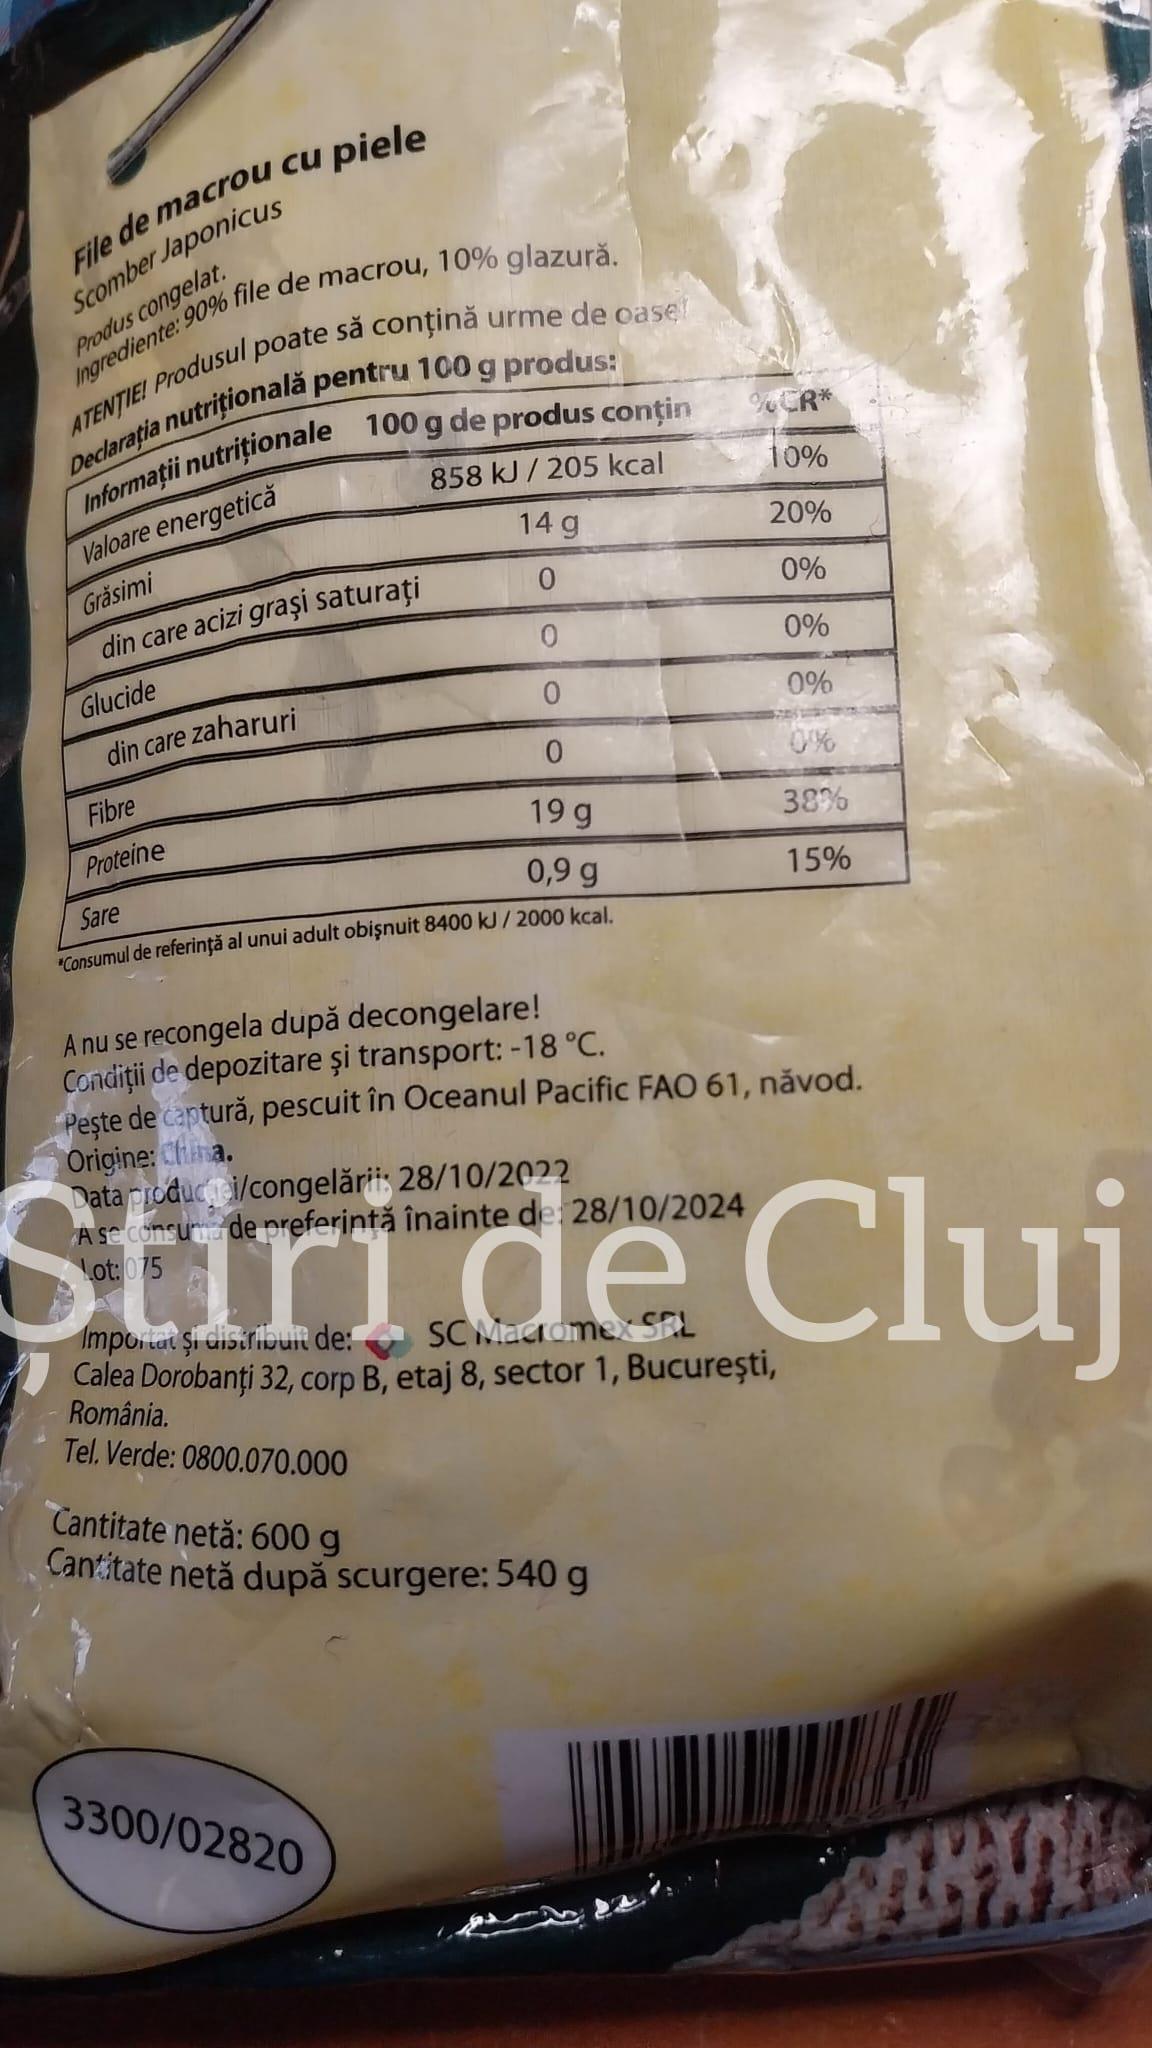 File de macrou cu piele
Scomber Japonicus
Produs congelat.
Ingrediente: 90% file de macrou, 10% glazură.
ATENȚIE! Produsul poate să conțină urme de oase!
Declarația nutrițională pentru 100 g produs:
Informații nutriționale 100 g de produs conțin %CR*
Valoare energetică 858 kJ / 205 kcal 10%
Grăsimi 14 g 20%
din care acizi grași saturați 0 0%
Glucide 0 0%
din care zaharuri 0 0%
Fibre 0 0%
Proteine 19 g 38%
Sare 0,9 g 15%
*Consumul de referință al unui adult obișnuit 8400 kJ / 2000 kcal.
A nu se recongela după decongelare!
Condiții de depozitare și transport: -18 °C.
Pește de captură, pescuit în Oceanul Pacific FAO 61, năvod.
Origine: China.
Data producției/congelării: 28/10/2022
A se consuma de preferință înainte de: 28/10/2024
Lot: 075
Știri de Cluj
Importat și distribuit de: SC Macromex SRL
Calea Dorobanți 32, corp B, etaj 8, sector 1, București,
România.
Tel. Verde: 0800.070.000
Cantitate netă: 600 g
Cantitate netă după scurgere: 540 g
3300/02820